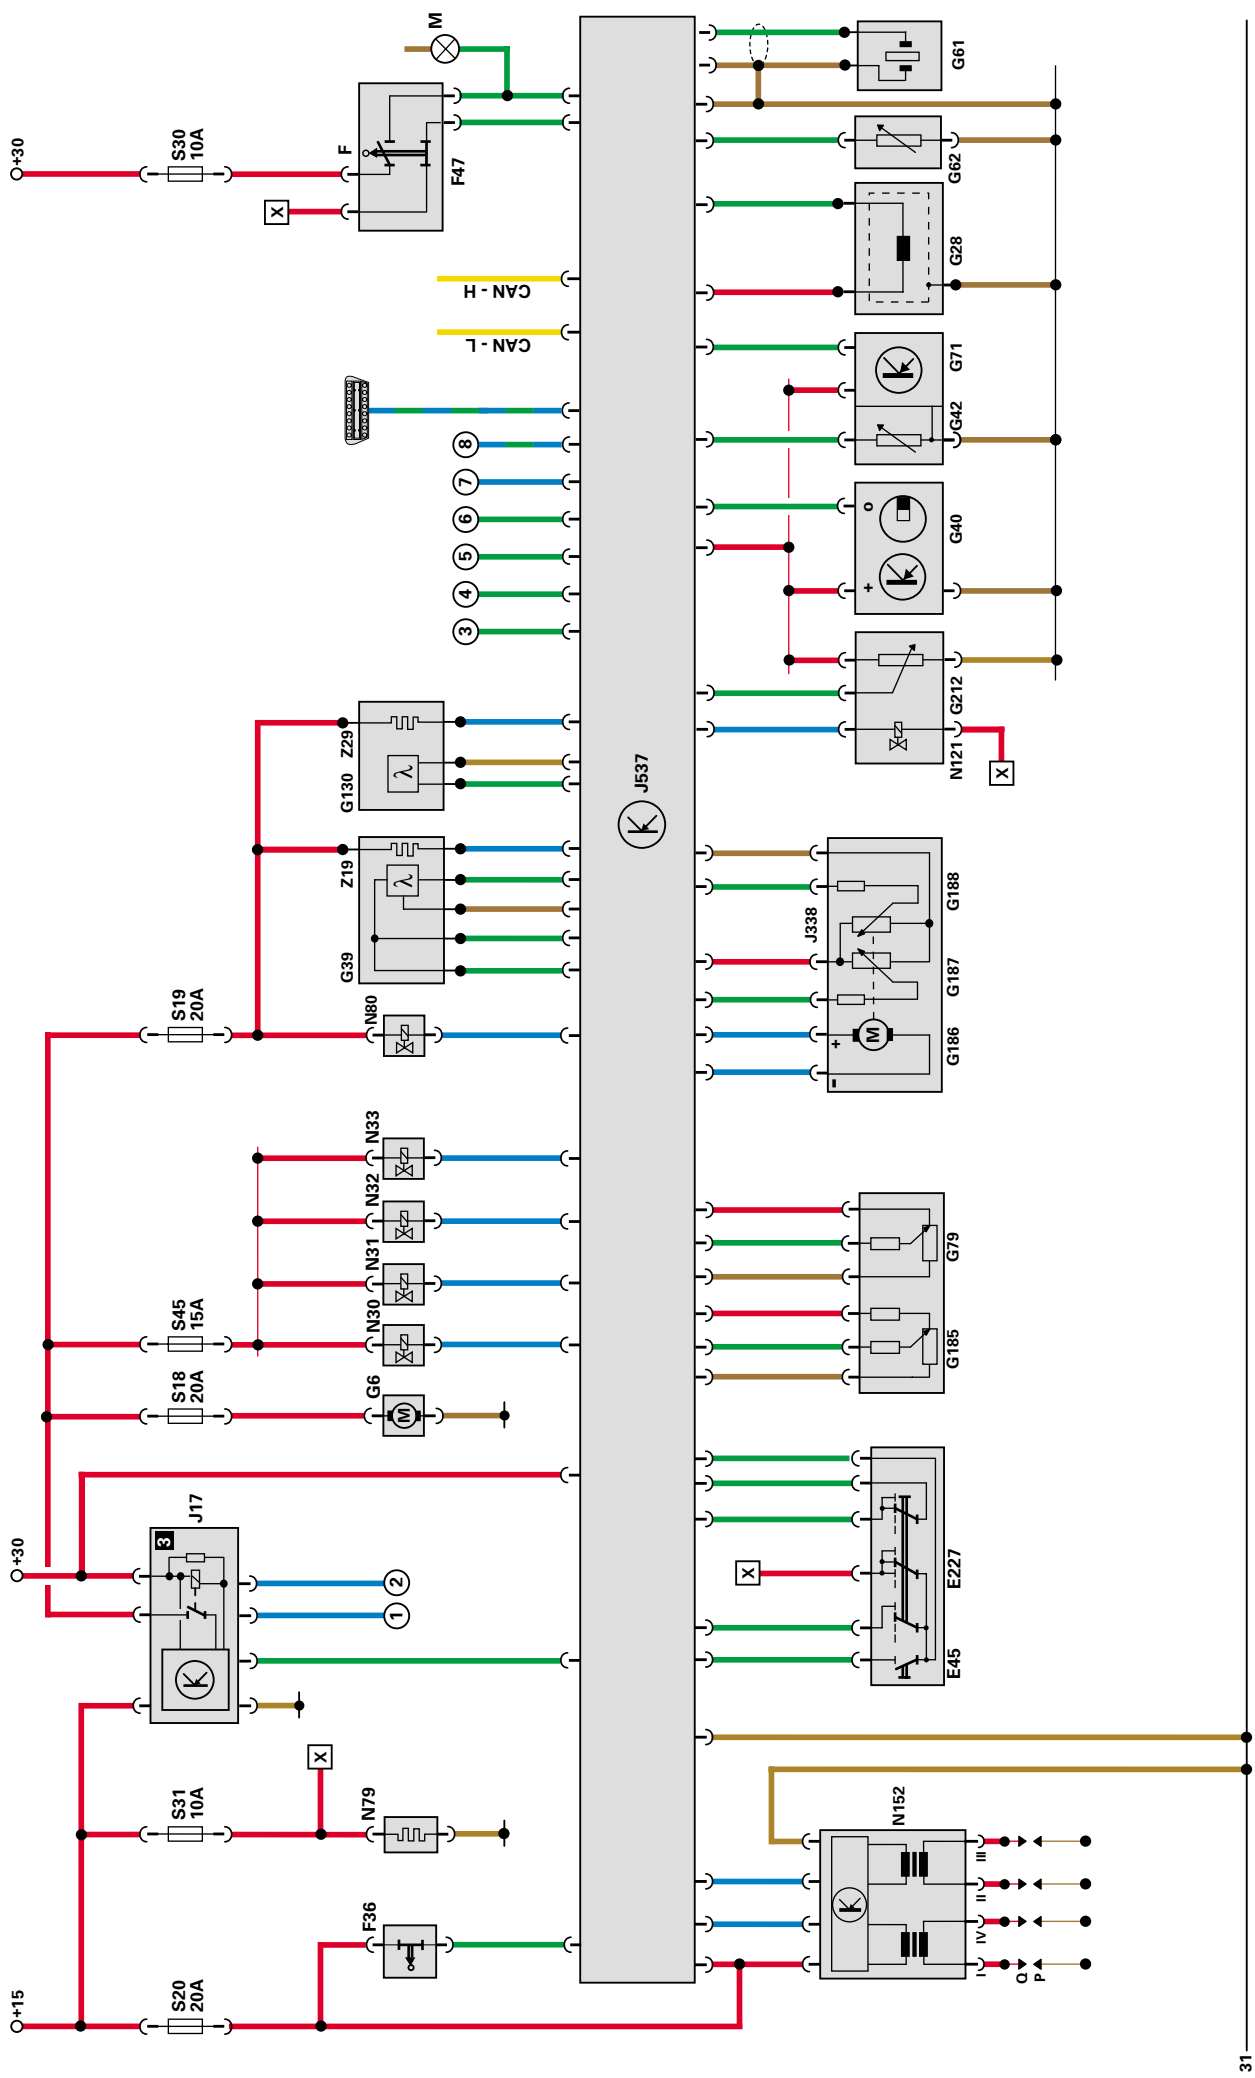 +15
+30
+30
S20
20A
S31
10A
J17
3
S18
20A
S45
15A
S19
20A
S30
10A
X
X
F36
N79
1
2
G6
M
N30
N31
N32
N33
N80
G39
Z19
λ
G130
Z29
λ
3
4
5
6
7
8
CAN - L
CAN - H
F
F47
M
J537
I
IV
II
III
Q
P
N152
E45
E227
X
G185
G79
G186
G187
G188
J338
M
+
-
N121
G212
X
G40
+
o
G42
G71
G28
G62
G61
31